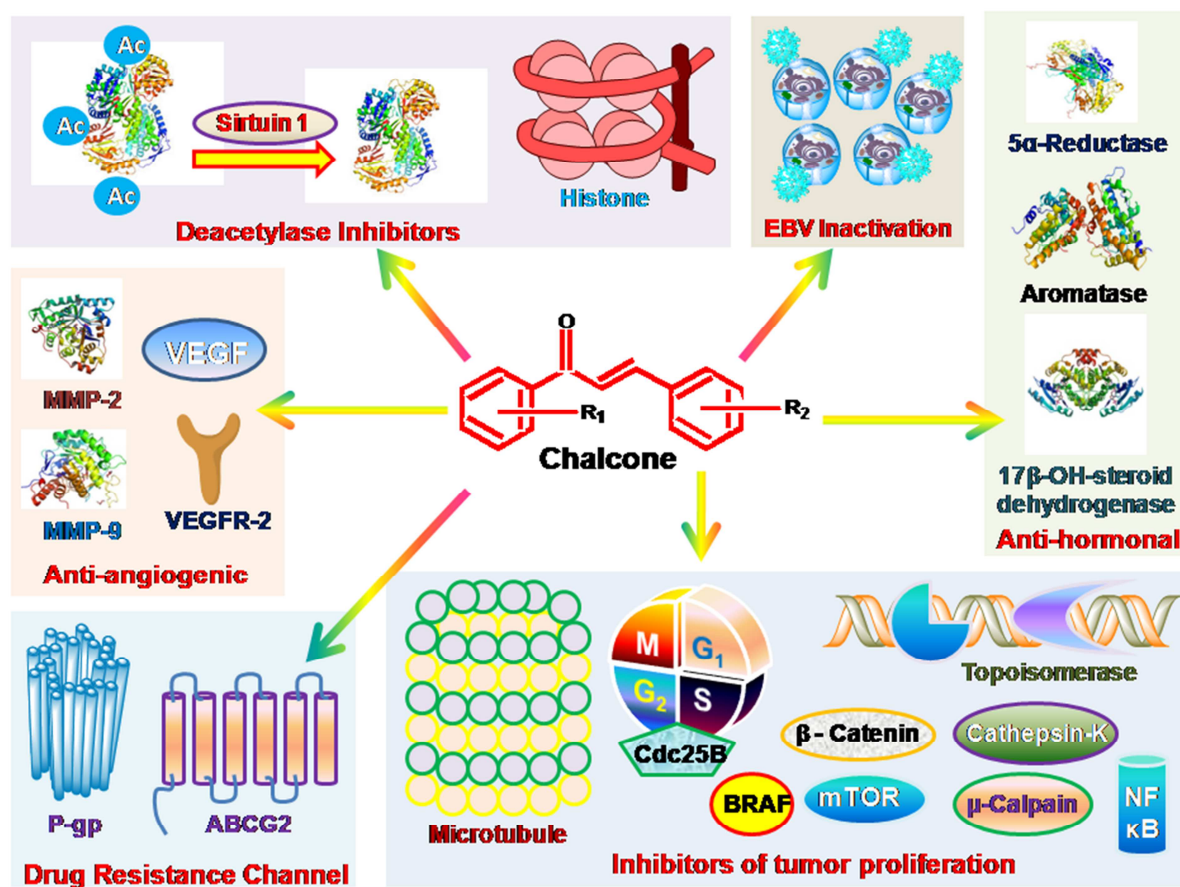 Ac
Ac
Ac
Sirtuin 1
Histone
Deacetylase Inhibitors
EBV Inactivation
5α-Reductase
Aromatase
17β-OH-steroid
dehydrogenase
Anti-hormonal
MMP-2
VEGF
MMP-9
VEGFR-2
Anti-angiogenic
O
R1
R2
Chalcone
P-gp
ABCG2
Drug Resistance Channel
Microtubule
M
G1
G2
S
Cdc25B
Topoisomerase
β - Catenin
Cathepsin-K
BRAF
mTOR
μ-Calpain
NF
κB
Inhibitors of tumor proliferation